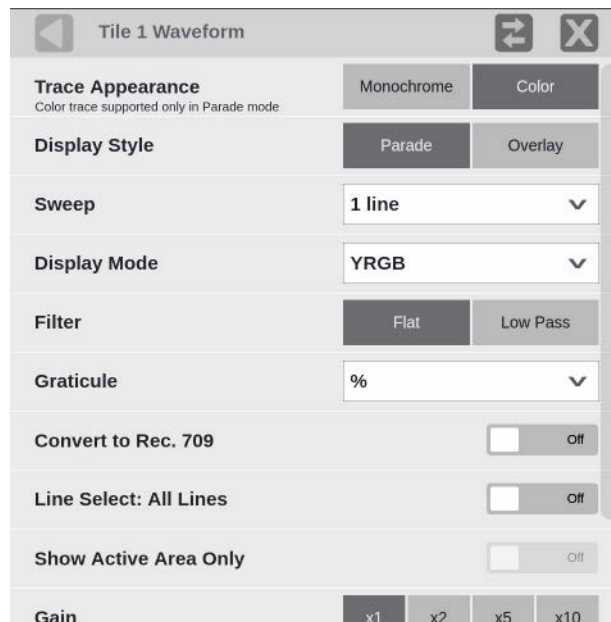 Tile 1 Waveform
Trace Appearance
Color trace supported only in Parade mode
Monochrome Color
Display Style Parade Overlay
Sweep 1 line
Display Mode YRGB
Filter Flat Low Pass
Graticule %
Convert to Rec. 709 Off
Line Select: All Lines Off
Show Active Area Only Off
Gain x1 x2 x5 x10